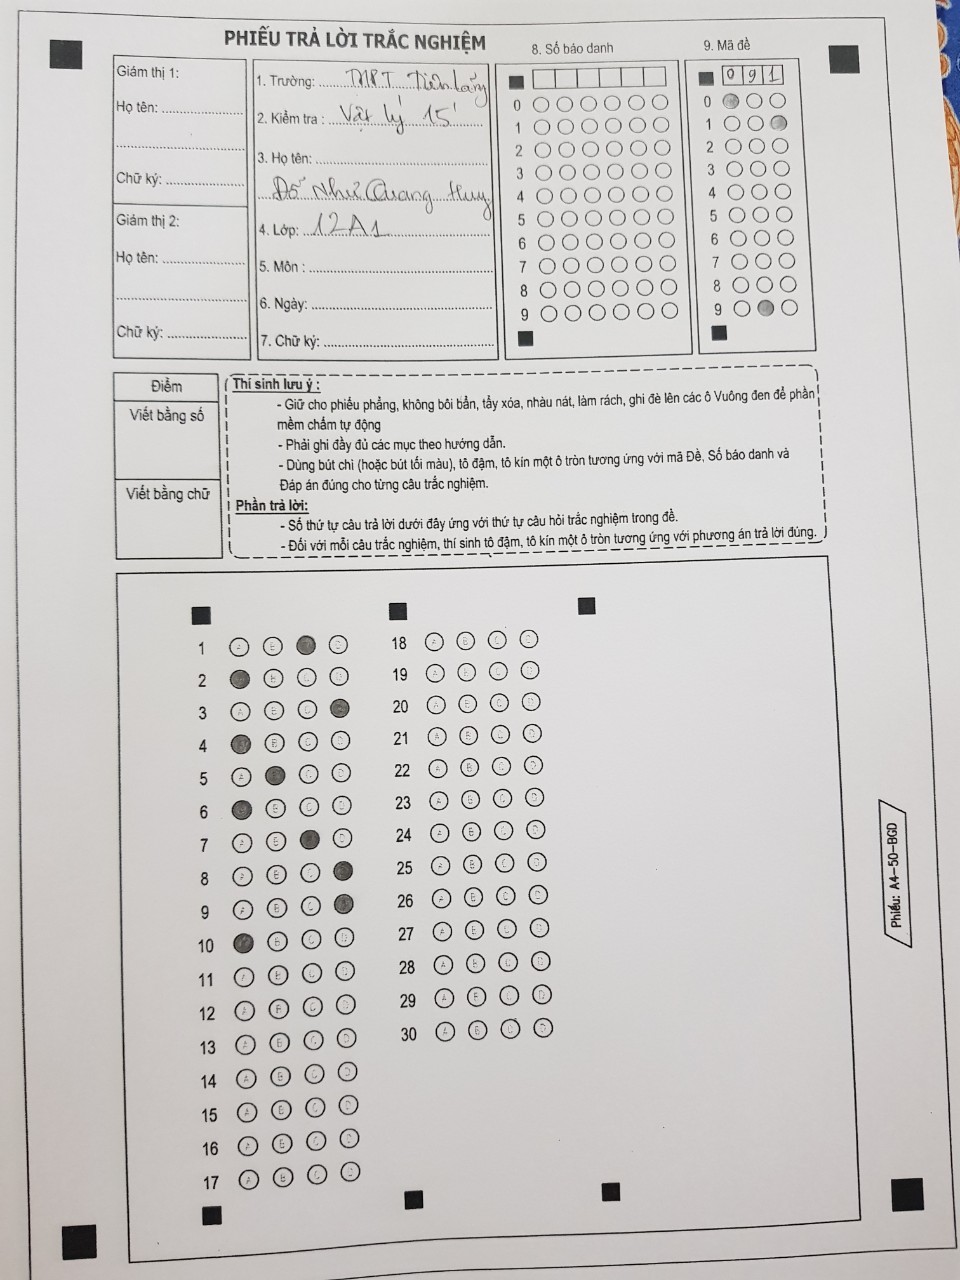 PHIẾU TRẢ LỜI TRẮC NGHIỆM
Giám thị 1:
Họ tên:
Chữ ký:
Giám thị 2:
Họ tên:
Chữ ký:
1. Trường: THPT Tiên Lãng
2. Kiểm tra : Vật lý 15'
3. Họ tên:
Đỗ Như Quang Huy
4. Lớp: 12A1
5. Môn :
6. Ngày:
7. Chữ ký:
8. Số báo danh
0
1
2
3
4
5
6
7
8
9
9. Mã đề
0 9 1
0
1
2
3
4
5
6
7
8
9
Điểm
Viết bằng số
Viết bằng chữ
Thí sinh lưu ý :
- Giữ cho phiếu phẳng, không bôi bẩn, tẩy xóa, nhàu nát, làm rách, ghi đè lên các ô Vuông đen để phần
mềm chấm tự động
- Phải ghi đầy đủ các mục theo hướng dẫn.
- Dùng bút chì (hoặc bút tối màu), tô đậm, tô kín một ô tròn tương ứng với mã Đề, Số báo danh và
Đáp án đúng cho từng câu trắc nghiệm.
Phần trả lời:
- Số thứ tự câu trả lời dưới đây ứng với thứ tự câu hỏi trắc nghiệm trong đề.
- Đối với mỗi câu trắc nghiệm, thí sinh tô đậm, tô kín một ô tròn tương ứng với phương án trả lời đúng.
1 A B D
2 B C D
3 A B C
4 B C D
5 A C D
6 B C D
7 A B D
8 A B C
9 A B C
10 B C D
11 A B C D
12 A B C D
13 A B C D
14 A B C D
15 A B C D
16 A B C D
17 A B C D
18 A B C D
19 A B C D
20 A B C D
21 A B C D
22 A B C D
23 A B C D
24 A B C D
25 A B C D
26 A B C D
27 A B C D
28 A B C D
29 A B C D
30 A B C D
Phiếu: A4-50-BGD